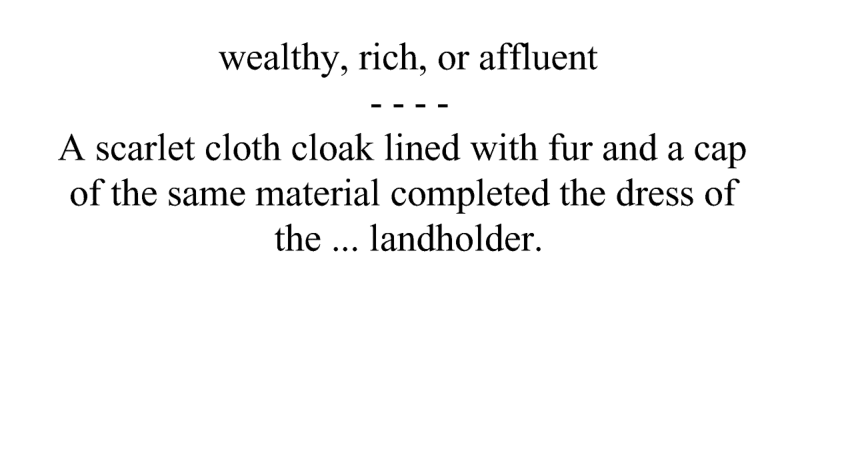 wealthy, rich, or affluent
- - - -
A scarlet cloth cloak lined with fur and a cap
of the same material completed the dress of
the ... landholder.